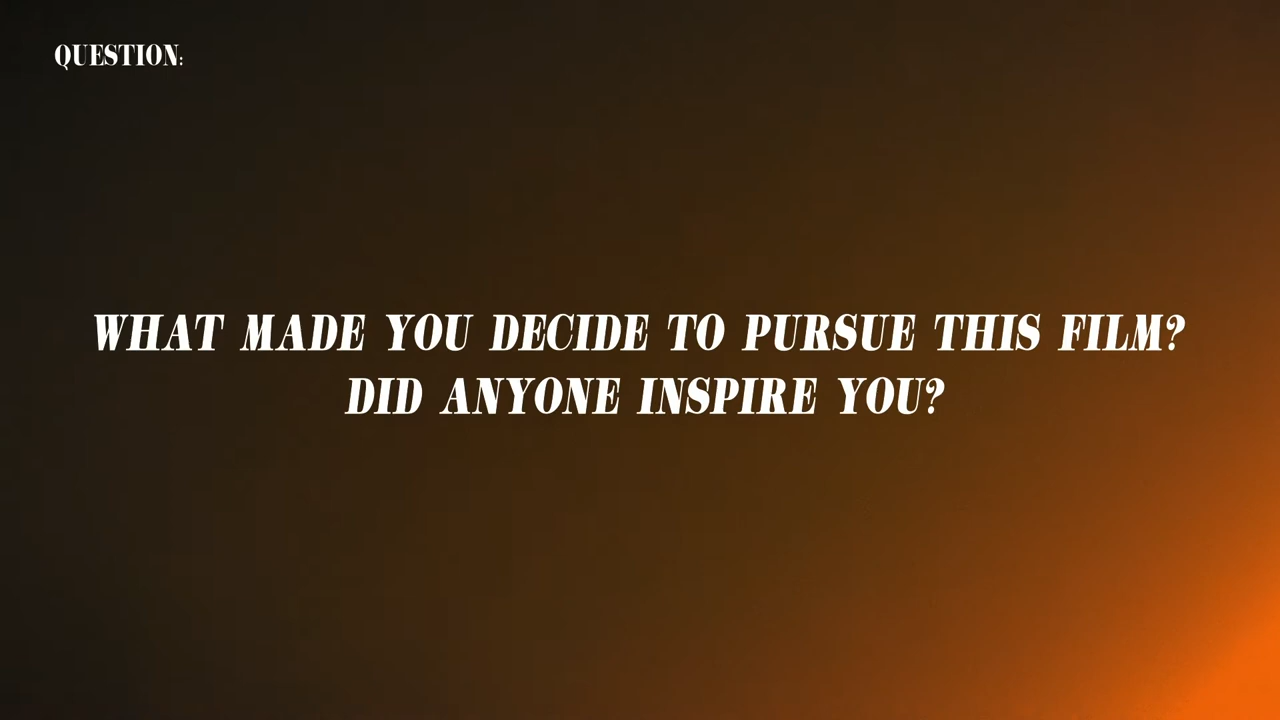 QUESTION:
WHAT MADE YOU DECIDE TO PURSUE THIS FILM?
DID ANYONE INSPIRE YOU?